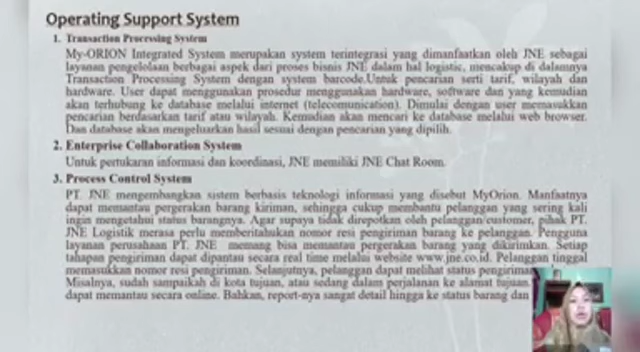 Operating Support System
1. Transaction Processing System
My-ORION Integrated System merupakan system terintegrasi yang dimanfaatkan oleh JNE sebagai
layanan pengelolaan berbagai aspek dari proses bisnis JNE dalam hal logistic, mencakup di dalamnya
Transaction Processing System dengan system barcode.Untuk pencarian serti tarif, wilayah dan
hardware. User dapat menggunakan prosedur menggunakan hardware, software dan yang kemudian
akan terhubung ke database melalui internet (telecomunication). Dimulai dengan user memasukkan
pencarian berdasarkan tarif atau wilayah. Kemudian akan mencari ke database melalui web browser.
Dan database akan mengeluarkan hasil sesuai dengan pencarian yang dipilih.
2. Enterprise Collaboration System
Untuk pertukaran informasi dan koordinasi, JNE memiliki JNE Chat Room.
3. Process Control System
PT. JNE mengembangkan sistem berbasis teknologi informasi yang disebut MyOrion. Manfaatnya
dapat memantau pergerakan barang kiriman, sehingga cukup membantu pelanggan yang sering kali
ingin mengetahui status barangnya. Agar supaya tidak direpotkan oleh pelanggan/customer, pihak PT.
JNE Logistik merasa perlu memberitahukan nomor resi pengiriman barang ke pelanggan. Pengguna
layanan perusahaan PT. JNE memang bisa memantau pergerakan barang yang dikirimkan. Setiap
tahapan pengiriman dapat dipantau secara real time melalui website www.jne.co.id. Pelanggan tinggal
memasukkan nomor resi pengiriman. Selanjutnya, pelanggan dapat melihat status pengiriman
Misalnya, sudah sampaikah di kota tujuan, atau sedang dalam perjalanan ke alamat tujuan.
dapat memantau secara online. Bahkan, report-nya sangat detail hingga ke status barang dan